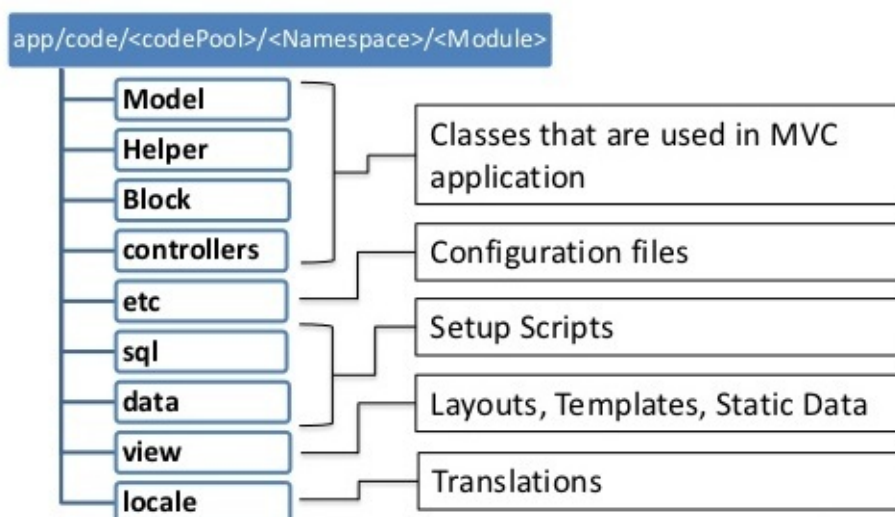 app/code/<codePool>/<Namespace>/<Module>
Model
Helper
Block
controllers
etc
sql
data
view
locale
Classes that are used in MVC
application
Configuration files
Setup Scripts
Layouts, Templates, Static Data
Translations